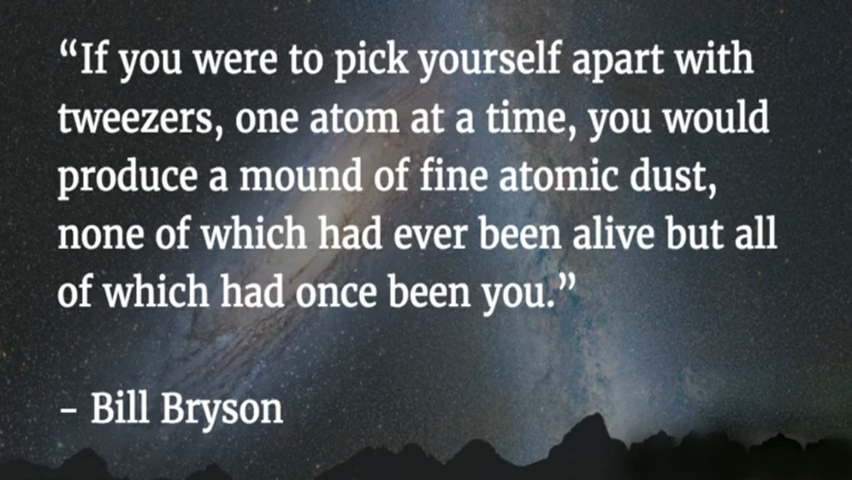 “If you were to pick yourself apart with
tweezers, one atom at a time, you would
produce a mound of fine atomic dust,
none of which had ever been alive but all
of which had once been you.”
– Bill Bryson